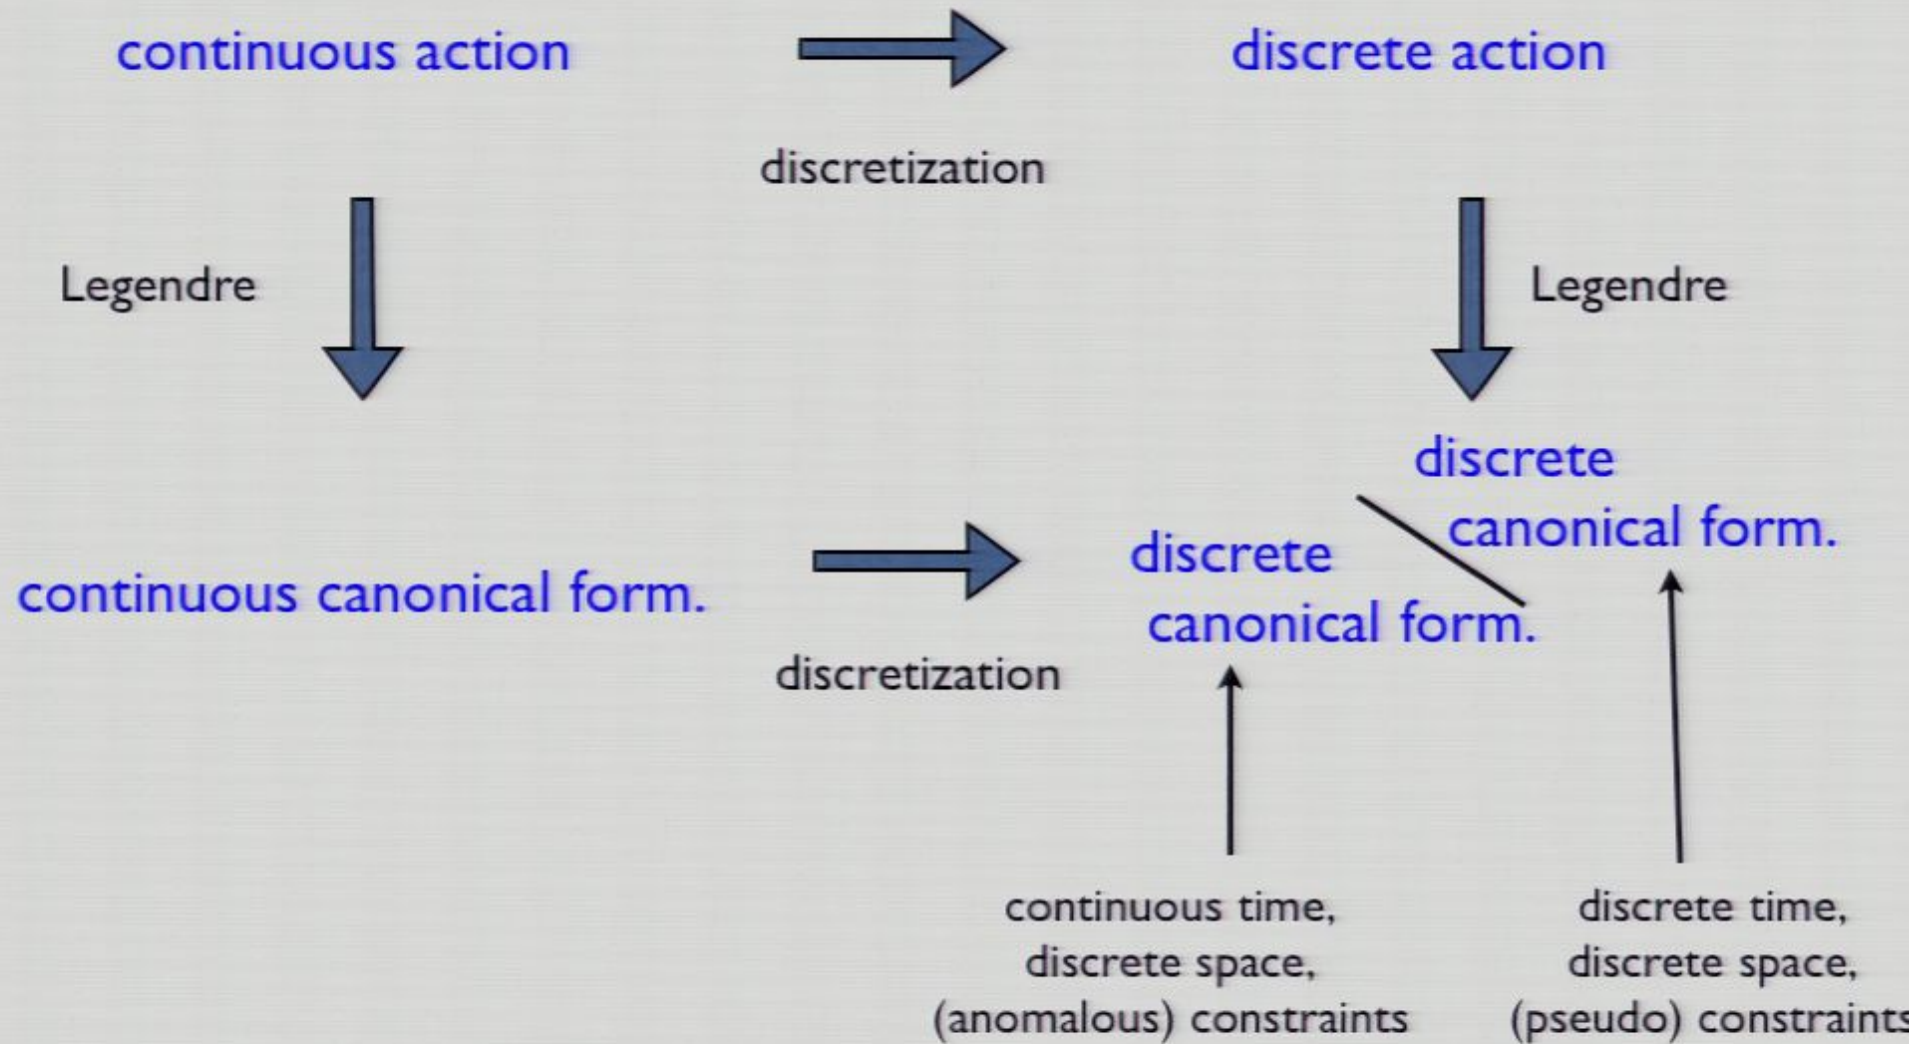 continuous action
discrete action
discretization
Legendre
Legendre
discrete
canonical form.
discrete
canonical form.
continuous canonical form.
discretization
continuous time,
discrete space,
(anomalous) constraints
discrete time,
discrete space,
(pseudo) constraints